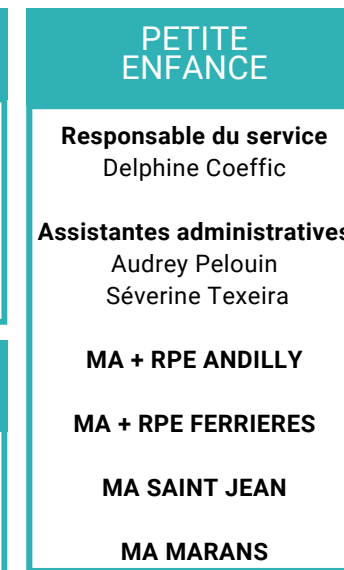 PETITE
ENFANCE
Responsable du service
Delphine Coeffic
Assistantes administratives
Audrey Pelouin
Séverine Texeira
MA + RPE ANDILLY
MA + RPE FERRIERES
MA SAINT JEAN
MA MARANS